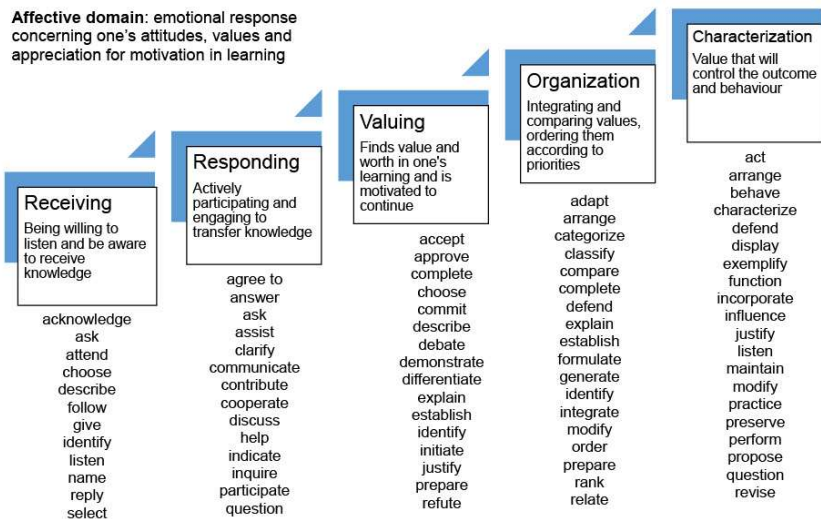 Affective domain: emotional response
concerning one's attitudes, values and
appreciation for motivation in learning
Receiving
Being willing to
listen and be aware
to receive
knowledge
acknowledge
ask
attend
choose
describe
follow
give
identify
listen
name
reply
select
Responding
Actively
participating and
engaging to
transfer knowledge
agree to
answer
ask
assist
clarify
communicate
contribute
cooperate
discuss
help
indicate
inquire
participate
question
Valuing
Finds value and
worth in one's
learning and is
motivated to
continue
accept
approve
complete
choose
commit
describe
debate
demonstrate
differentiate
explain
establish
identify
initiate
justify
prepare
refute
Organization
Integrating and
comparing values,
ordering them
according to
priorities
adapt
arrange
categorize
classify
compare
complete
defend
explain
establish
formulate
generate
identify
integrate
modify
order
prepare
rank
relate
Characterization
Value that will
control the outcome
and behaviour
act
arrange
behave
characterize
defend
display
exemplify
function
incorporate
influence
justify
listen
maintain
modify
practice
preserve
perform
propose
question
revise